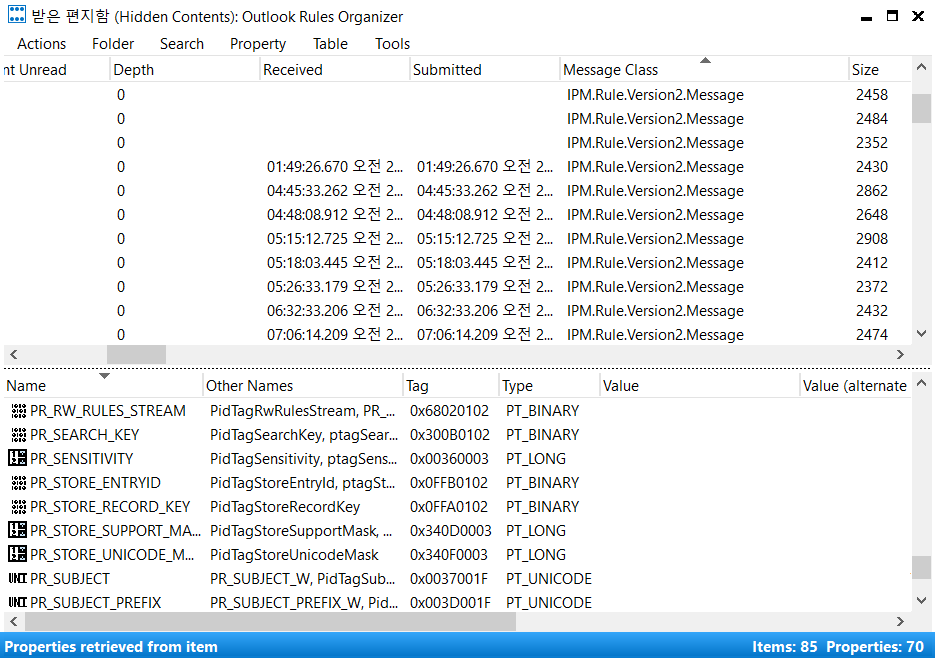 받은 편지함 (Hidden Contents): Outlook Rules Organizer
Actions Folder Search Property Table Tools
nt Unread Depth Received Submitted Message Class Size
0 IPM.Rule.Version2.Message 2458
0 IPM.Rule.Version2.Message 2484
0 IPM.Rule.Version2.Message 2352
0 01:49:26.670 오전 2... 01:49:26.670 오전 2... IPM.Rule.Version2.Message 2430
0 04:45:33.262 오전 2... 04:45:33.262 오전 2... IPM.Rule.Version2.Message 2862
0 04:48:08.912 오전 2... 04:48:08.912 오전 2... IPM.Rule.Version2.Message 2648
0 05:15:12.725 오전 2... 05:15:12.725 오전 2... IPM.Rule.Version2.Message 2908
0 05:18:03.445 오전 2... 05:18:03.445 오전 2... IPM.Rule.Version2.Message 2412
0 05:26:33.179 오전 2... 05:26:33.179 오전 2... IPM.Rule.Version2.Message 2372
0 06:32:33.206 오전 2... 06:32:33.206 오전 2... IPM.Rule.Version2.Message 2432
0 07:06:14.209 오전 2... 07:06:14.209 오전 2... IPM.Rule.Version2.Message 2474
Name Other Names Tag Type Value Value (alternate
PR_RW_RULES_STREAM PidTagRwRulesStream, PR_... 0x68020102 PT_BINARY
PR_SEARCH_KEY PidTagSearchKey, ptagSear... 0x300B0102 PT_BINARY
PR_SENSITIVITY PidTagSensitivity, ptagSens... 0x00360003 PT_LONG
PR_STORE_ENTRYID PidTagStoreEntryId, ptagSt... 0x0FFB0102 PT_BINARY
PR_STORE_RECORD_KEY PidTagStoreRecordKey 0x0FFA0102 PT_BINARY
PR_STORE_SUPPORT_MA... PidTagStoreSupportMask, ... 0x340D0003 PT_LONG
PR_STORE_UNICODE_M... PidTagStoreUnicodeMask 0x340F0003 PT_LONG
UNI PR_SUBJECT PR_SUBJECT_W, PidTagSub... 0x0037001F PT_UNICODE
UNI PR_SUBJECT_PREFIX PR_SUBJECT_PREFIX_W, Pid... 0x003D001F PT_UNICODE
Properties retrieved from item Items: 85 Properties: 70